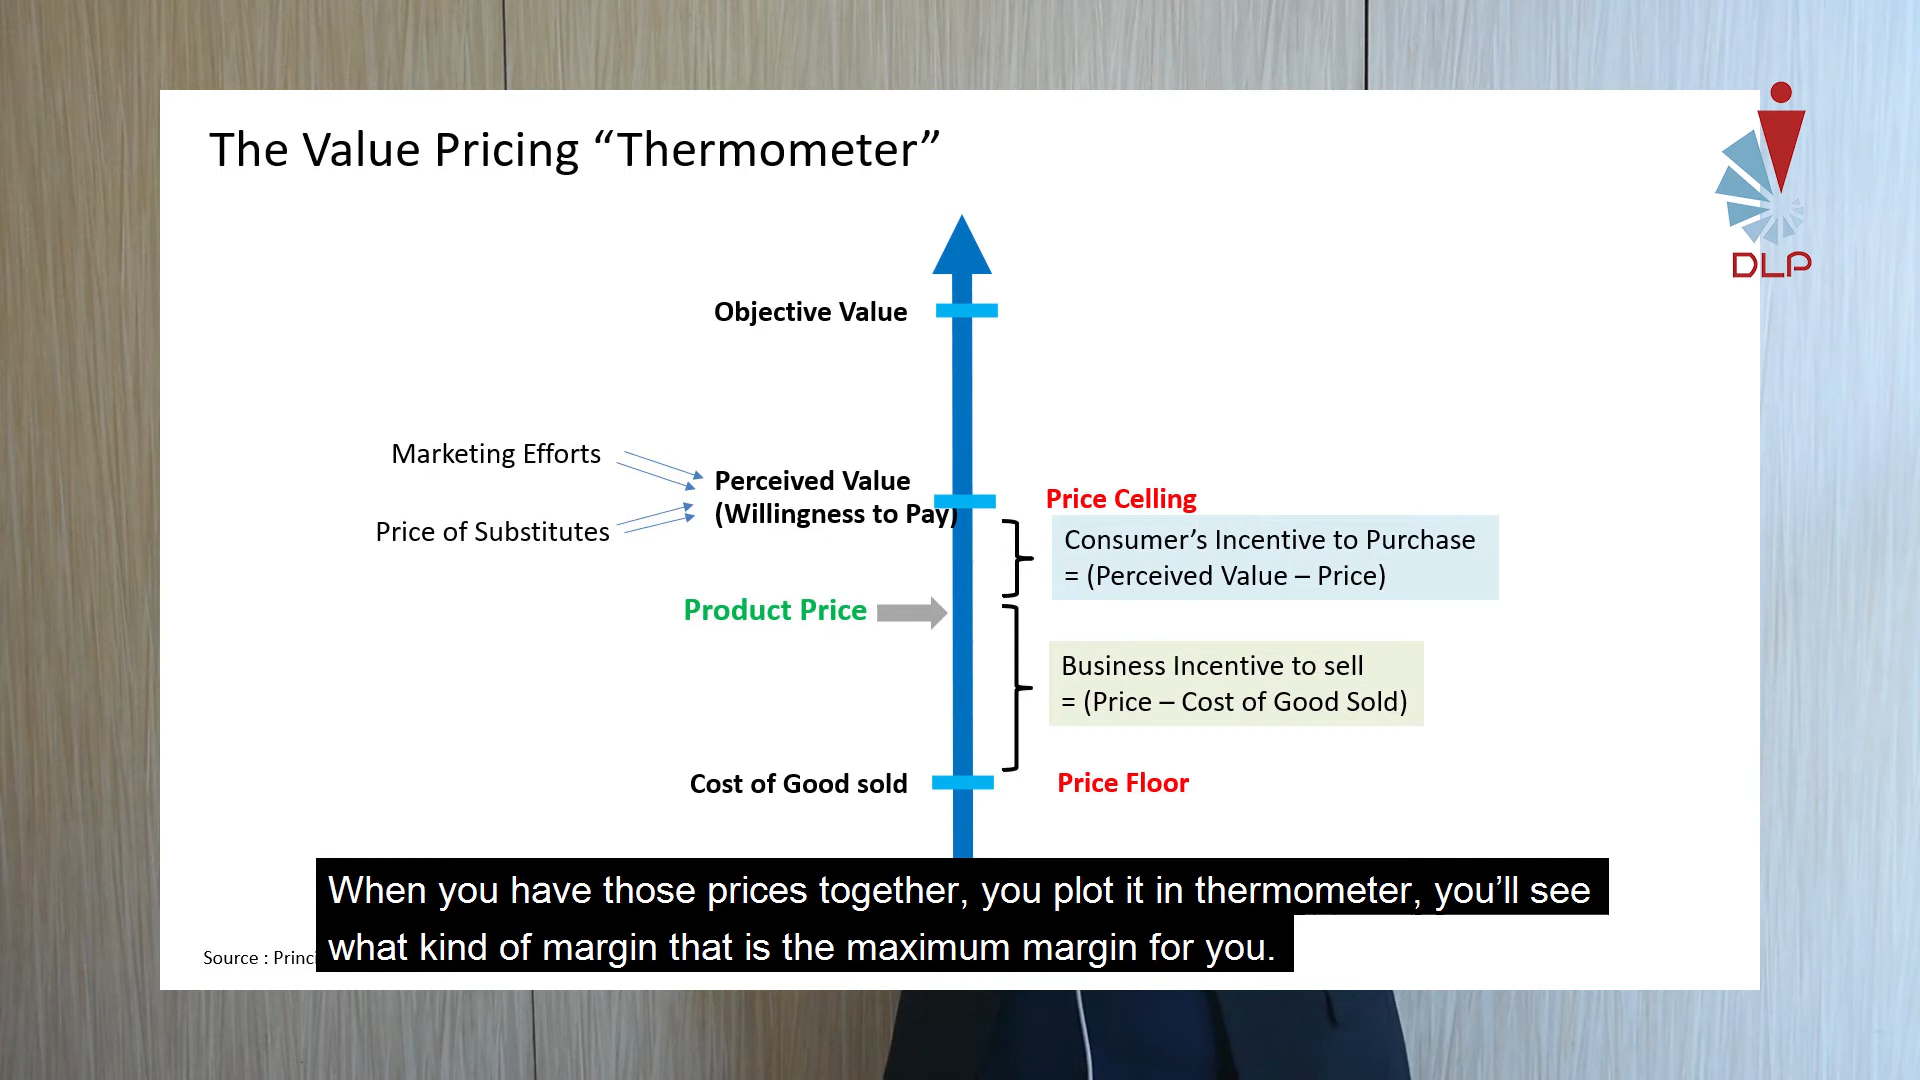 The Value Pricing “Thermometer”
DLP
Objective Value
Marketing Efforts
Perceived Value
(Willingness to Pay)
Price of Substitutes
Price Celling
Consumer’s Incentive to Purchase
= (Perceived Value – Price)
Product Price
Business Incentive to sell
= (Price – Cost of Good Sold)
Cost of Good sold
Price Floor
When you have those prices together, you plot it in thermometer, you’ll see
what kind of margin that is the maximum margin for you.
Source :